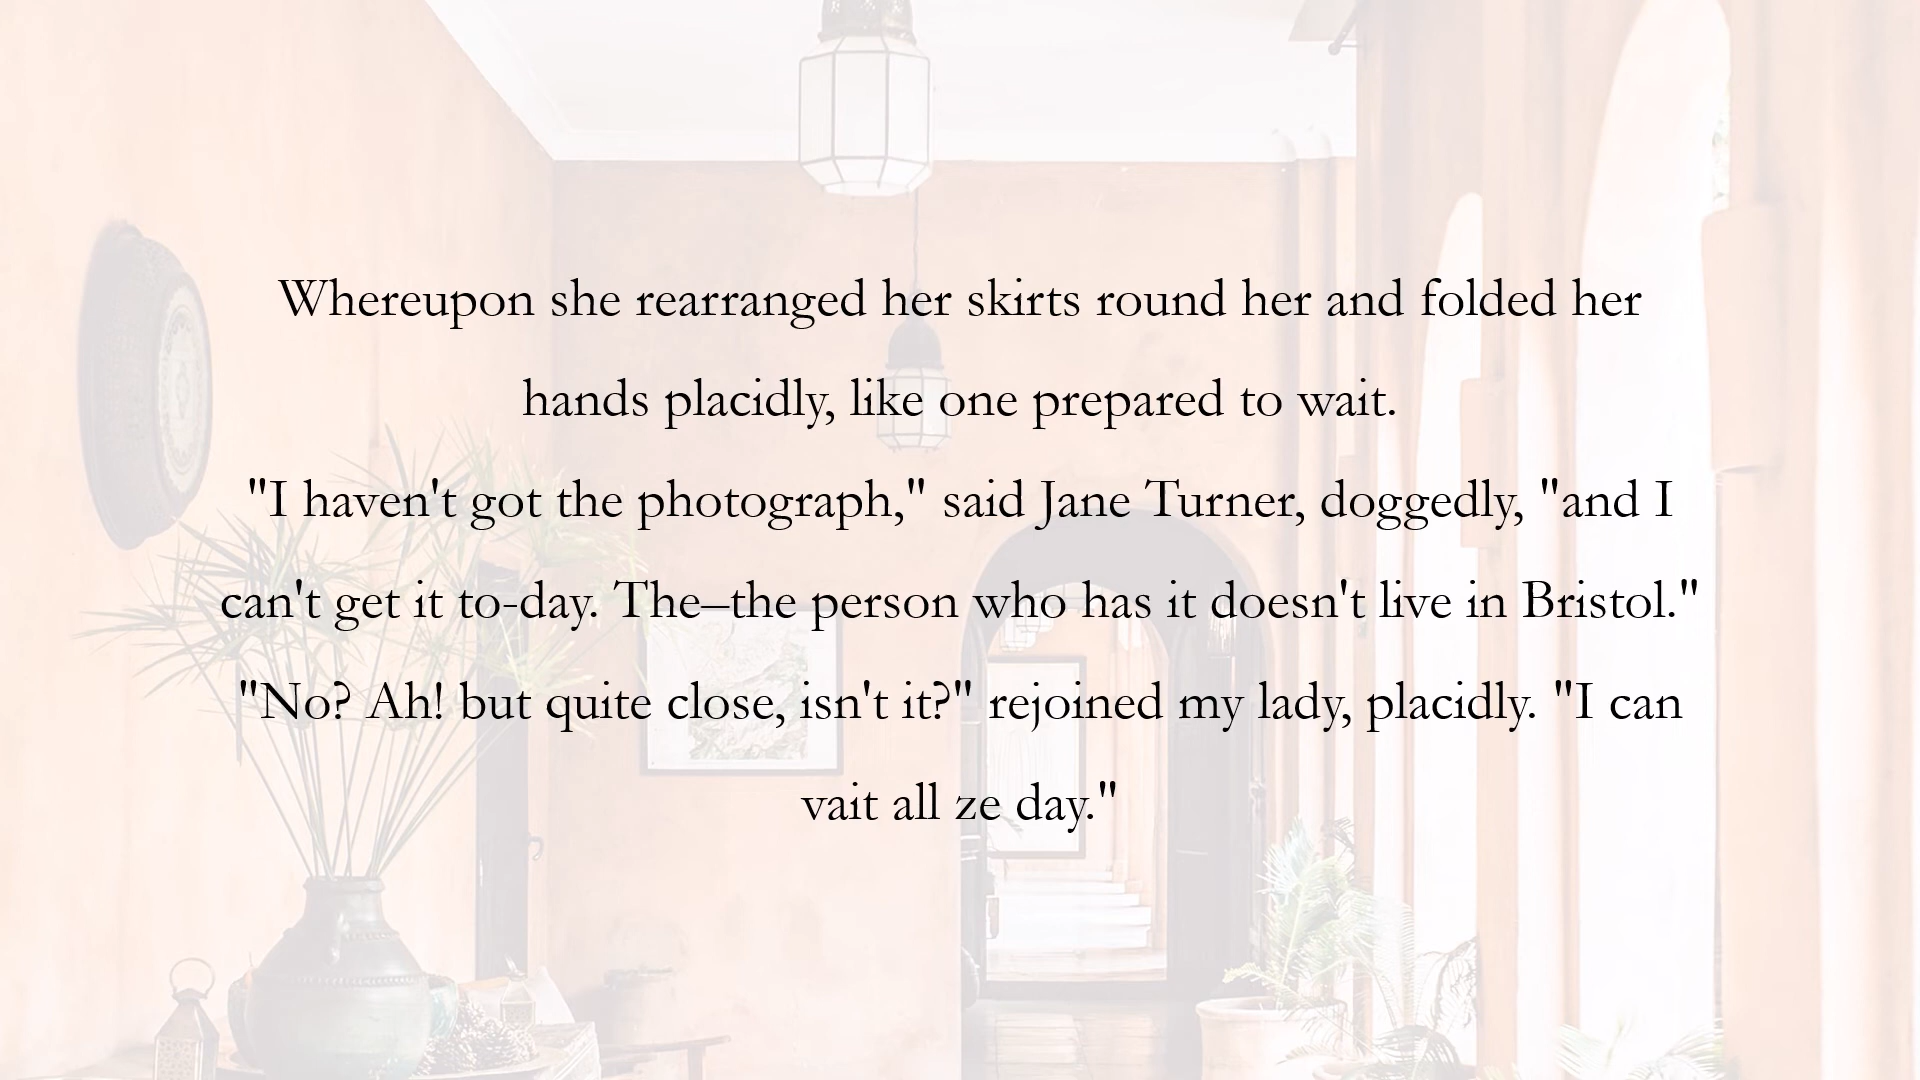 Whereupon she rearranged her skirts round her and folded her
hands placidly, like one prepared to wait.
"I haven't got the photograph," said Jane Turner, doggedly, "and I
can't get it to-day. The–the person who has it doesn't live in Bristol."
"No? Ah! but quite close, isn't it?" rejoined my lady, placidly. "I can
vait all ze day."